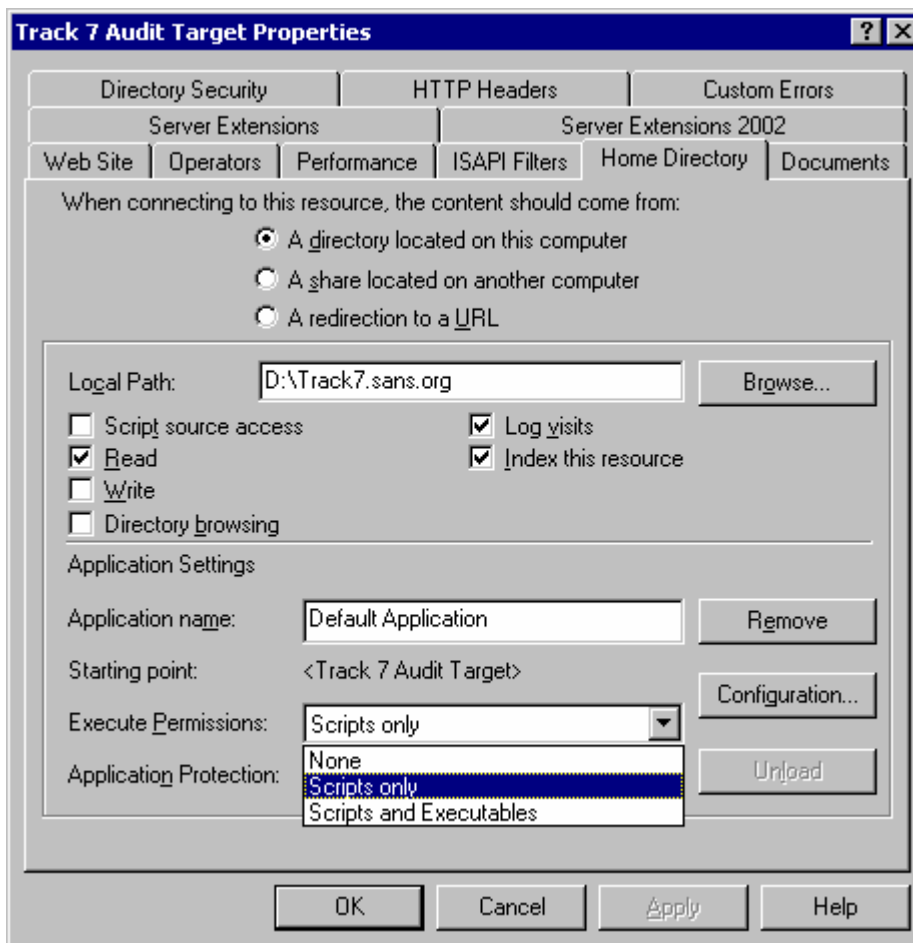 Track 7 Audit Target Properties
Directory Security HTTP Headers Custom Errors
Server Extensions Server Extensions 2002
Web Site Operators Performance ISAPI Filters Home Directory Documents
When connecting to this resource, the content should come from:
A directory located on this computer
A share located on another computer
A redirection to a URL
Local Path: D:\Track7.sans.org Browse...
Script source access Log visits
Read Index this resource
Write
Directory browsing
Application Settings
Application name: Default Application Remove
Starting point: <Track 7 Audit Target>
Configuration...
Execute Permissions: Scripts only
None
Application Protection: Scripts only Unload
Scripts and Executables
OK Cancel Apply Help